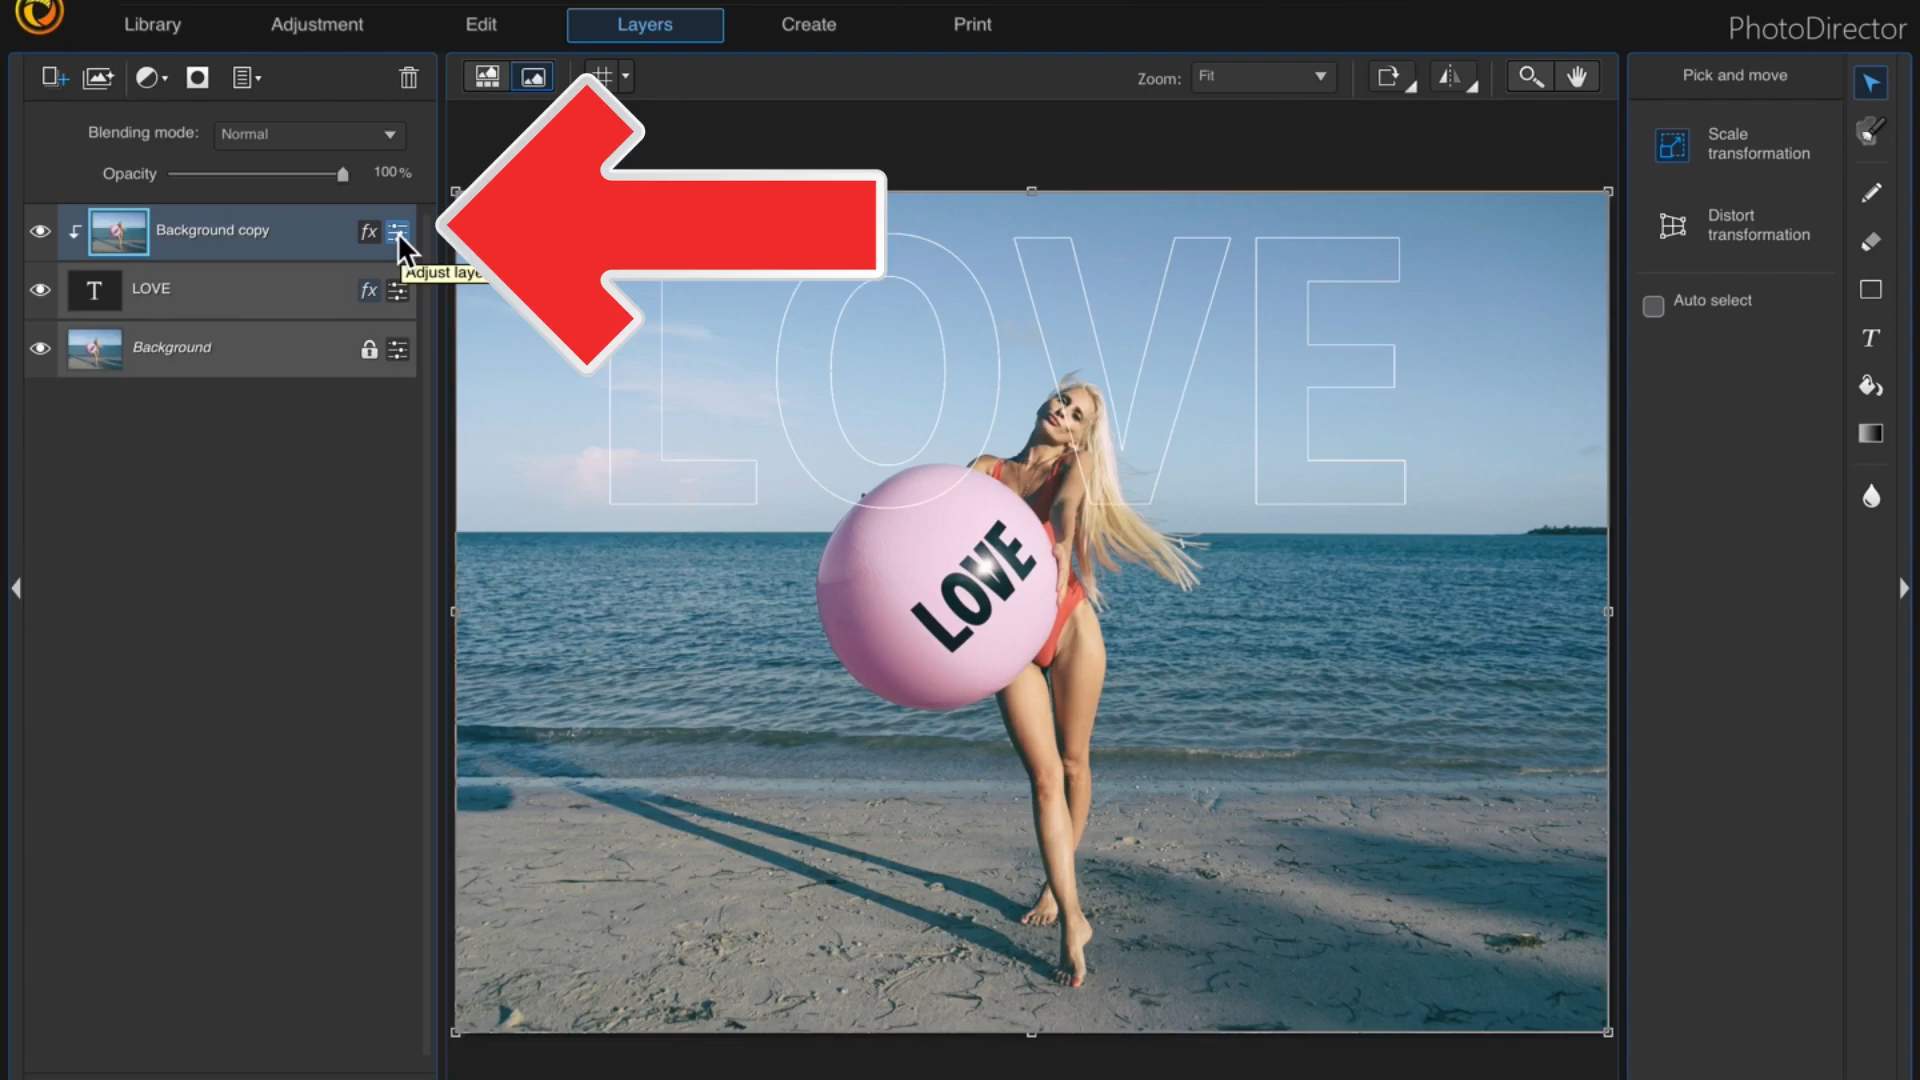 Library Adjustment Edit Layers Create Print
PhotoDirector
Zoom: Fit
Pick and move
Blending mode: Normal
Opacity 100%
Scale
transformation
Background copy fx
Adjust
Distort
transformation
T LOVE fx
Auto select
Background
LOVE
LOVE
T